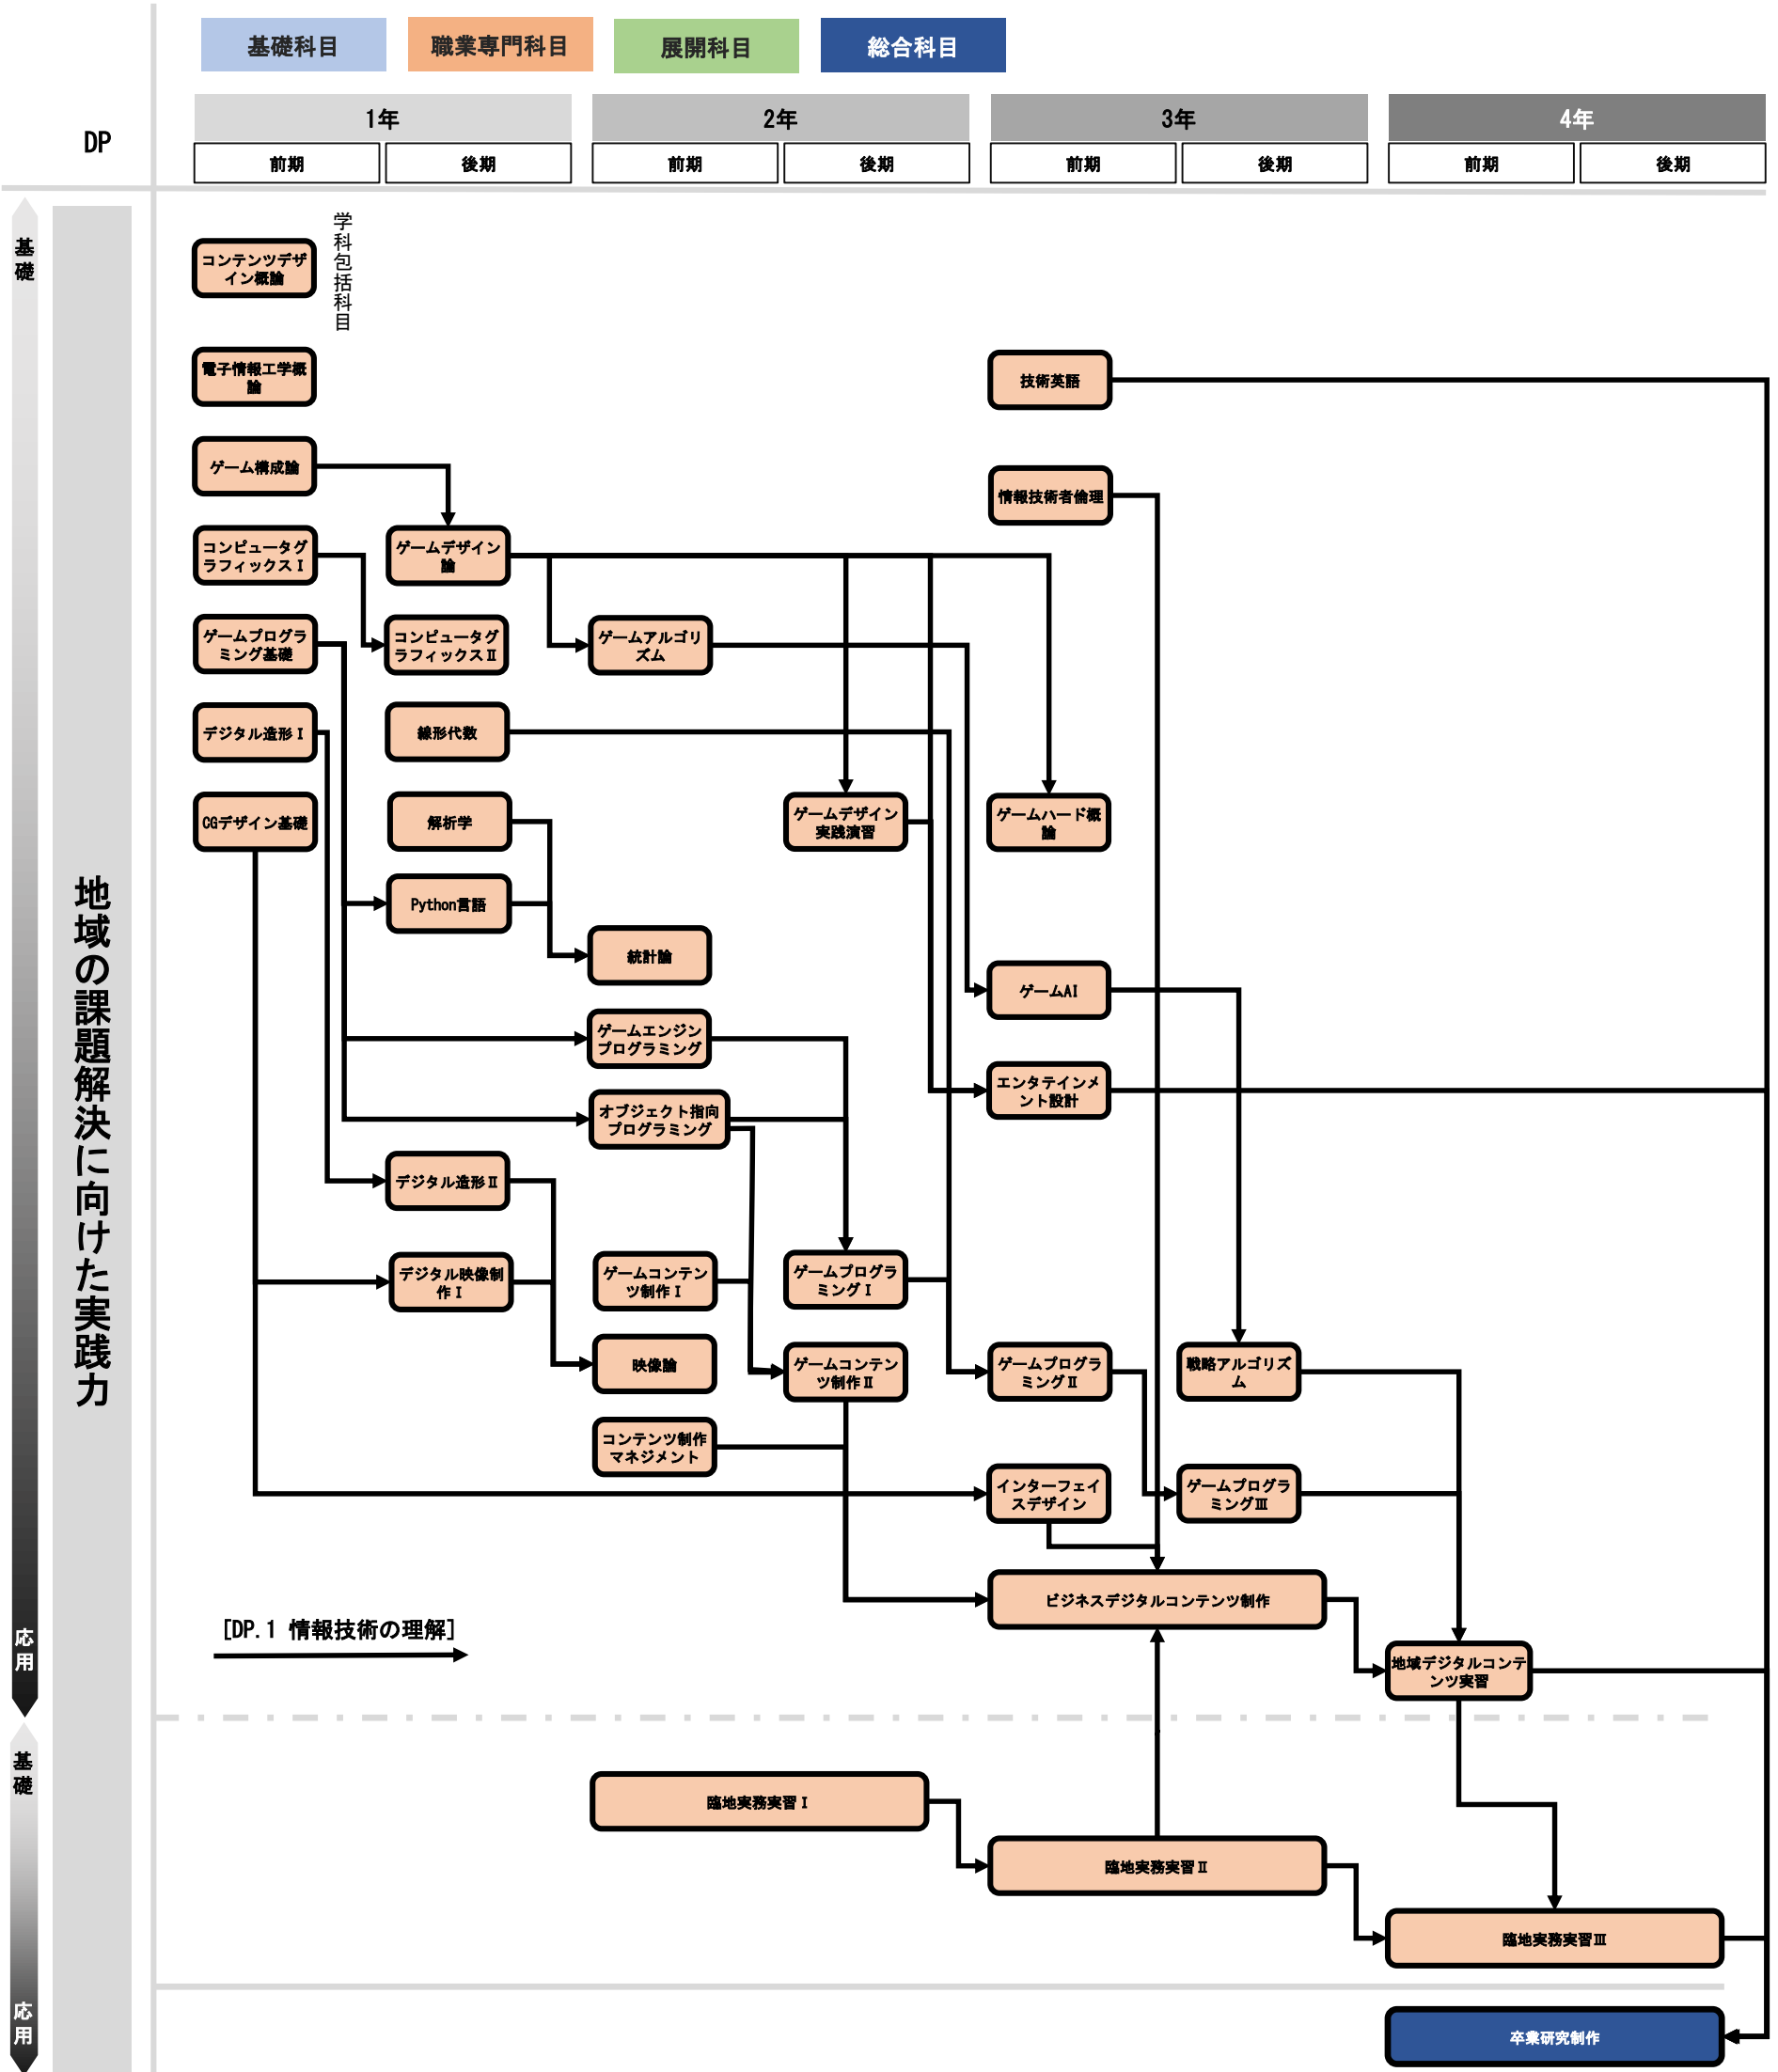 基礎科目
職業専門科目
展開科目
総合科目
DP
1年
2年
3年
4年
前期
後期
前期
後期
前期
後期
前期
後期
基礎
応用
基礎
応用
地域の課題解決に向けた実践力
コンテンツデザ
イン概論
学科包括科目
電子情報工学概
論
技術英語
ゲーム構成論
情報技術者倫理
コンピュータグ
ラフィックスⅠ
ゲームデザイン
論
ゲームプログラ
ミング基礎
コンピュータグ
ラフィックスⅡ
ゲームアルゴリ
ズム
デジタル造形Ⅰ
線形代数
CGデザイン基礎
解析学
ゲームデザイン
実践演習
ゲームハード概
論
Python言語
統計論
ゲームAI
ゲームエンジン
プログラミング
エンタテインメ
ント設計
オブジェクト指向
プログラミング
デジタル造形Ⅱ
デジタル映像制
作Ⅰ
ゲームコンテン
ツ制作Ⅰ
ゲームプログラ
ミングⅠ
映像論
ゲームコンテン
ツ制作Ⅱ
ゲームプログラ
ミングⅡ
戦略アルゴリズ
ム
コンテンツ制作
マネジメント
インターフェイ
スデザイン
ゲームプログラ
ミングⅢ
ビジネスデジタルコンテンツ制作
[DP.1 情報技術の理解]
地域デジタルコンテ
ンツ実習
臨地実務実習Ⅰ
臨地実務実習Ⅱ
臨地実務実習Ⅲ
卒業研究制作